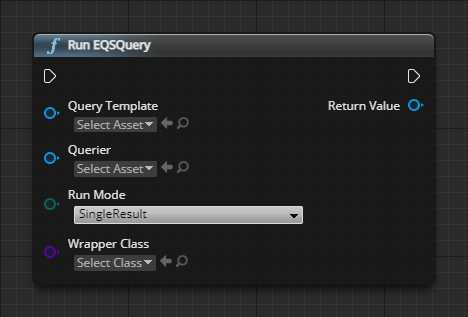 f Run EQSQuery
Query Template
Return Value
Select Asset
Querier
Select Asset
Run Mode
SingleResult
Wrapper Class
Select Class